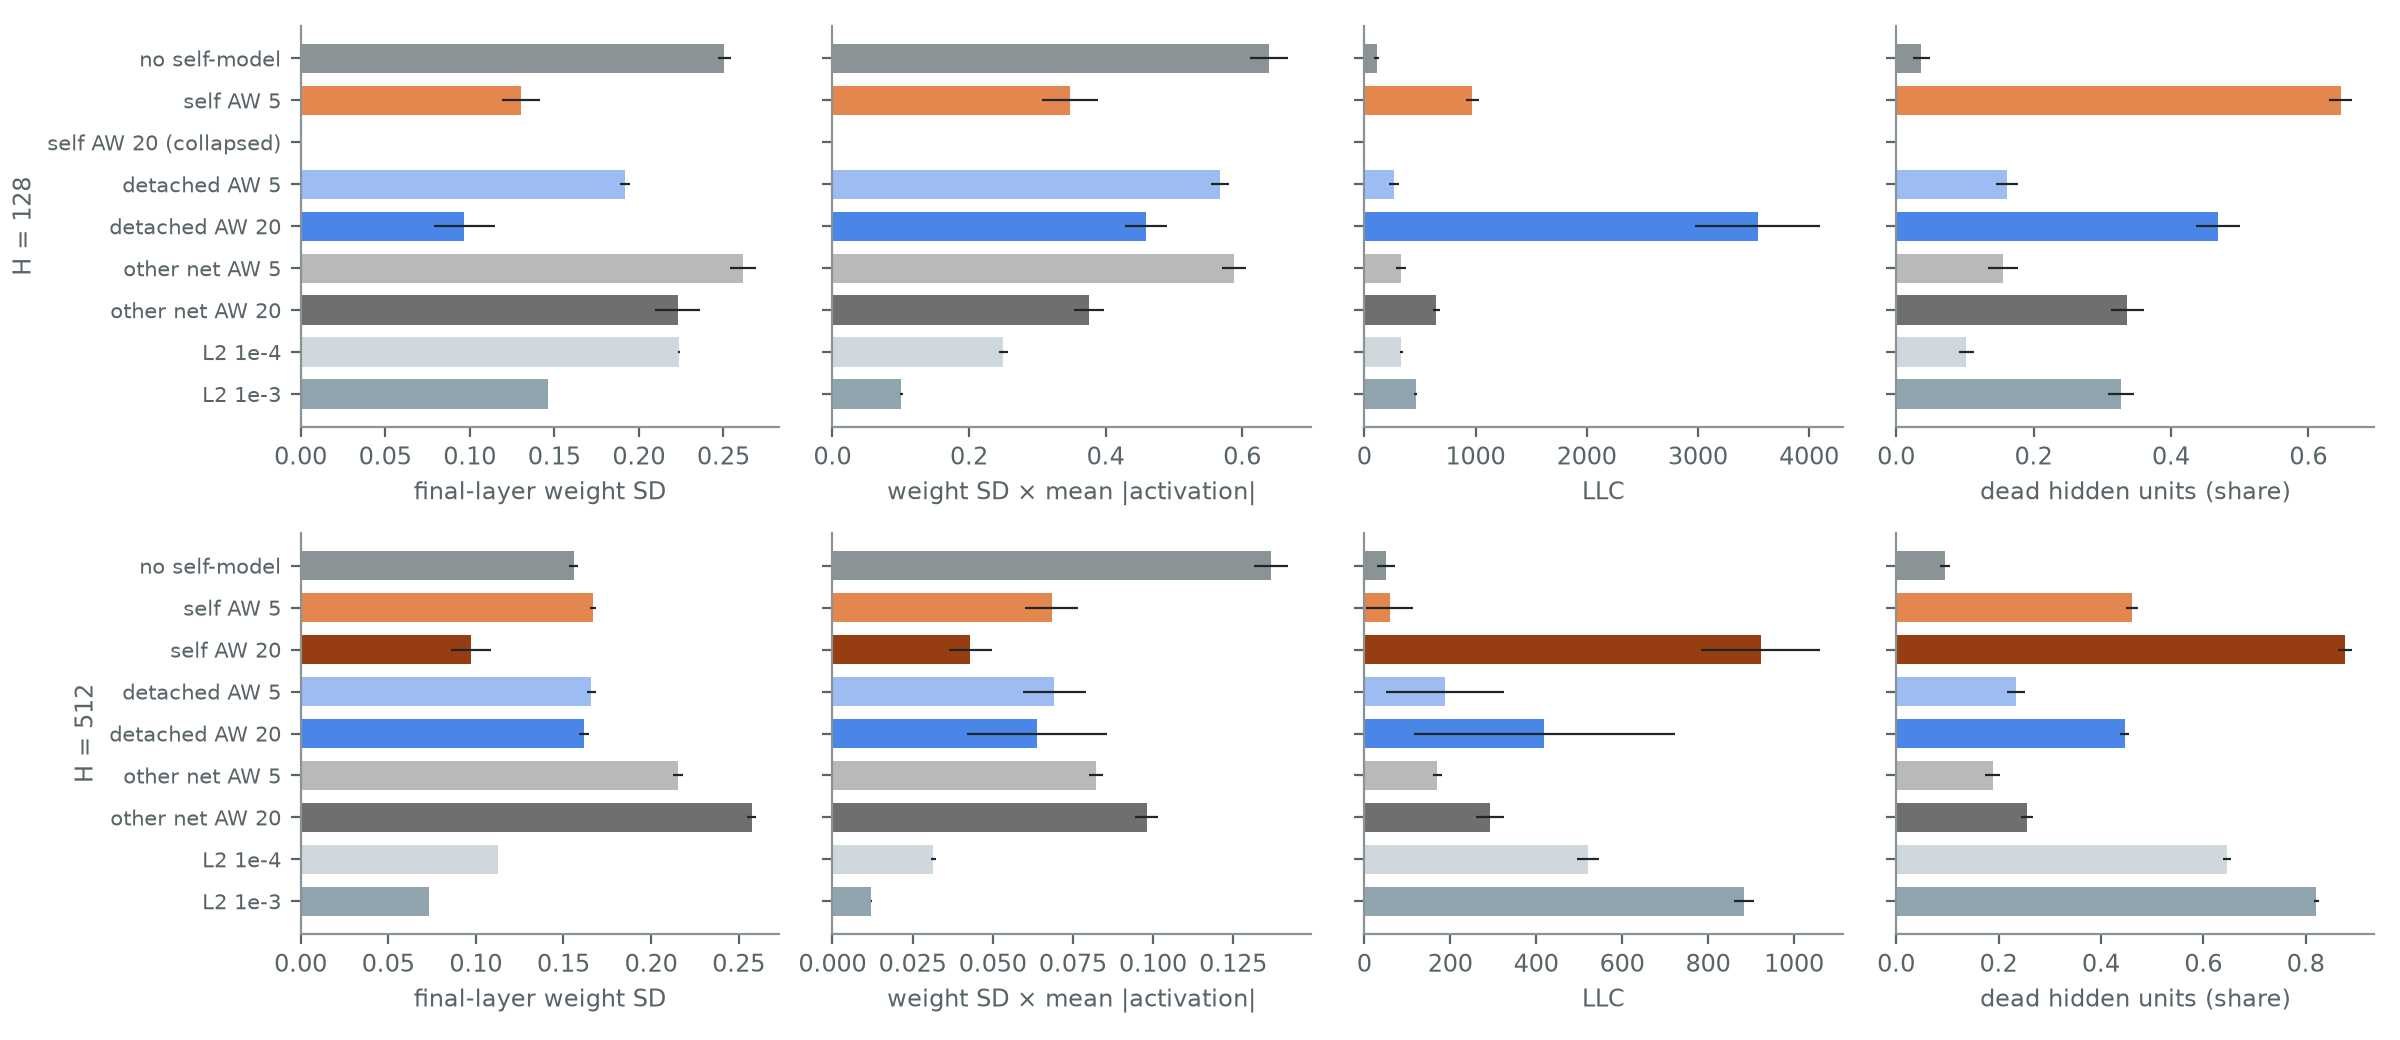 H = 128
no self-model
self AW 5
self AW 20 (collapsed)
detached AW 5
detached AW 20
other net AW 5
other net AW 20
L2 1e-4
L2 1e-3
0.00 0.05 0.10 0.15 0.20 0.25
final-layer weight SD
0.0 0.2 0.4 0.6
weight SD × mean |activation|
0 1000 2000 3000 4000
LLC
0.0 0.2 0.4 0.6
dead hidden units (share)
H = 512
no self-model
self AW 5
self AW 20
detached AW 5
detached AW 20
other net AW 5
other net AW 20
L2 1e-4
L2 1e-3
0.00 0.05 0.10 0.15 0.20 0.25
final-layer weight SD
0.000 0.025 0.050 0.075 0.100 0.125
weight SD × mean |activation|
0 200 400 600 800 1000
LLC
0.0 0.2 0.4 0.6 0.8
dead hidden units (share)